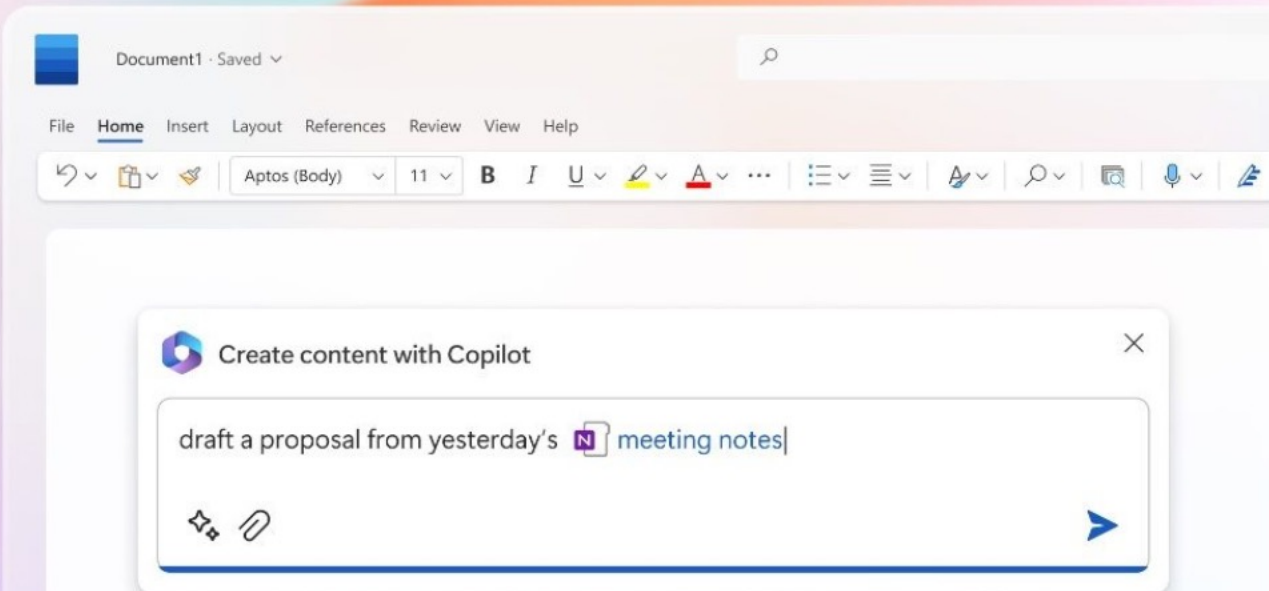 Document1 · Saved
File Home Insert Layout References Review View Help
Aptos (Body) 11 B I U A
Create content with Copilot
draft a proposal from yesterday's N meeting notes